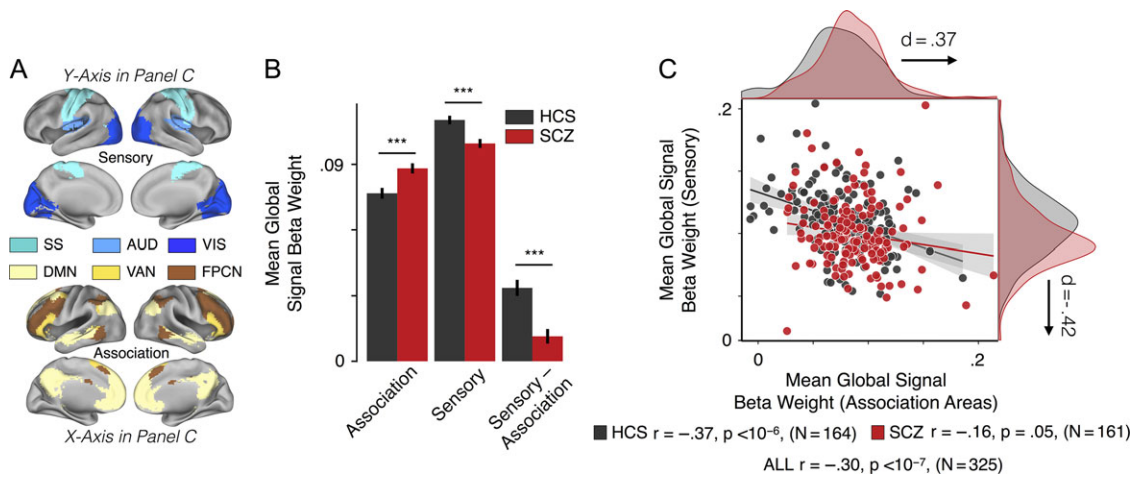 A
Y-Axis in Panel C
Sensory
SS
AUD
VIS
DMN
VAN
FPCN
Association
X-Axis in Panel C
B
Mean Global
Signal Beta Weight
.09
0
***
***
***
HCS
SCZ
Association
Sensory
Sensory –
Association
C
d = .37
d=-.42
Mean Global Signal
Beta Weight (Sensory)
.2
0
0
.2
Mean Global Signal
Beta Weight (Association Areas)
HCS r = –.37, p <10⁻⁶, (N = 164)
SCZ r = –.16, p = .05, (N = 161)
ALL r = –.30, p <10⁻⁷, (N = 325)